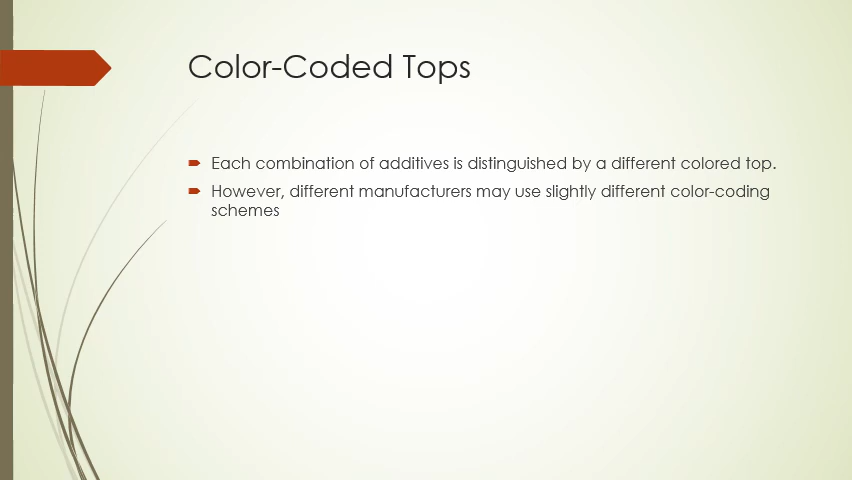 Color-Coded Tops
Each combination of additives is distinguished by a different colored top.
However, different manufacturers may use slightly different color-coding
schemes